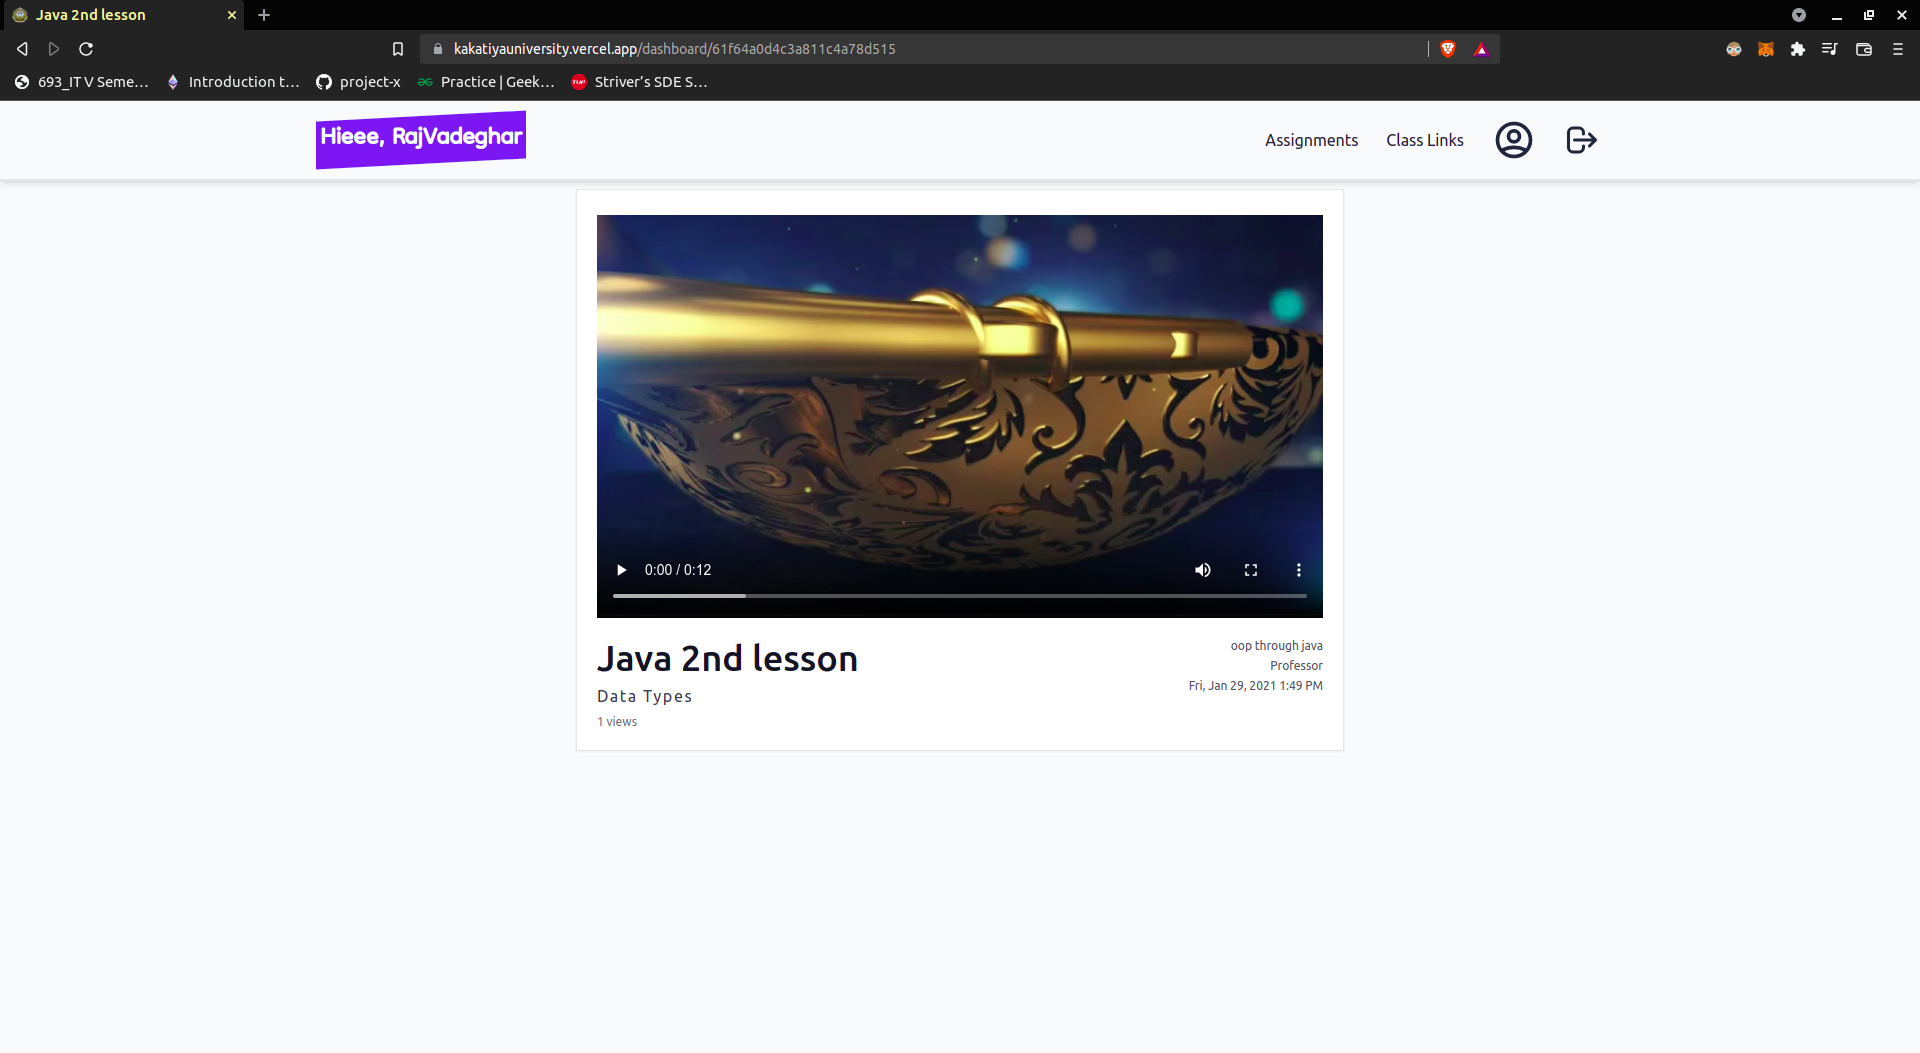 Java 2nd lesson
kakatiyauniversity.vercel.app/dashboard/61f64a0d4c3a811c4a78d515
693_IT V Seme... Introduction t... project-x Practice | Geek... TUF Striver's SDE S...
Hieee, RajVadeghar
Assignments Class Links
0:00 / 0:12
Java 2nd lesson
Data Types
1 views
oop through java
Professor
Fri, Jan 29, 2021 1:49 PM